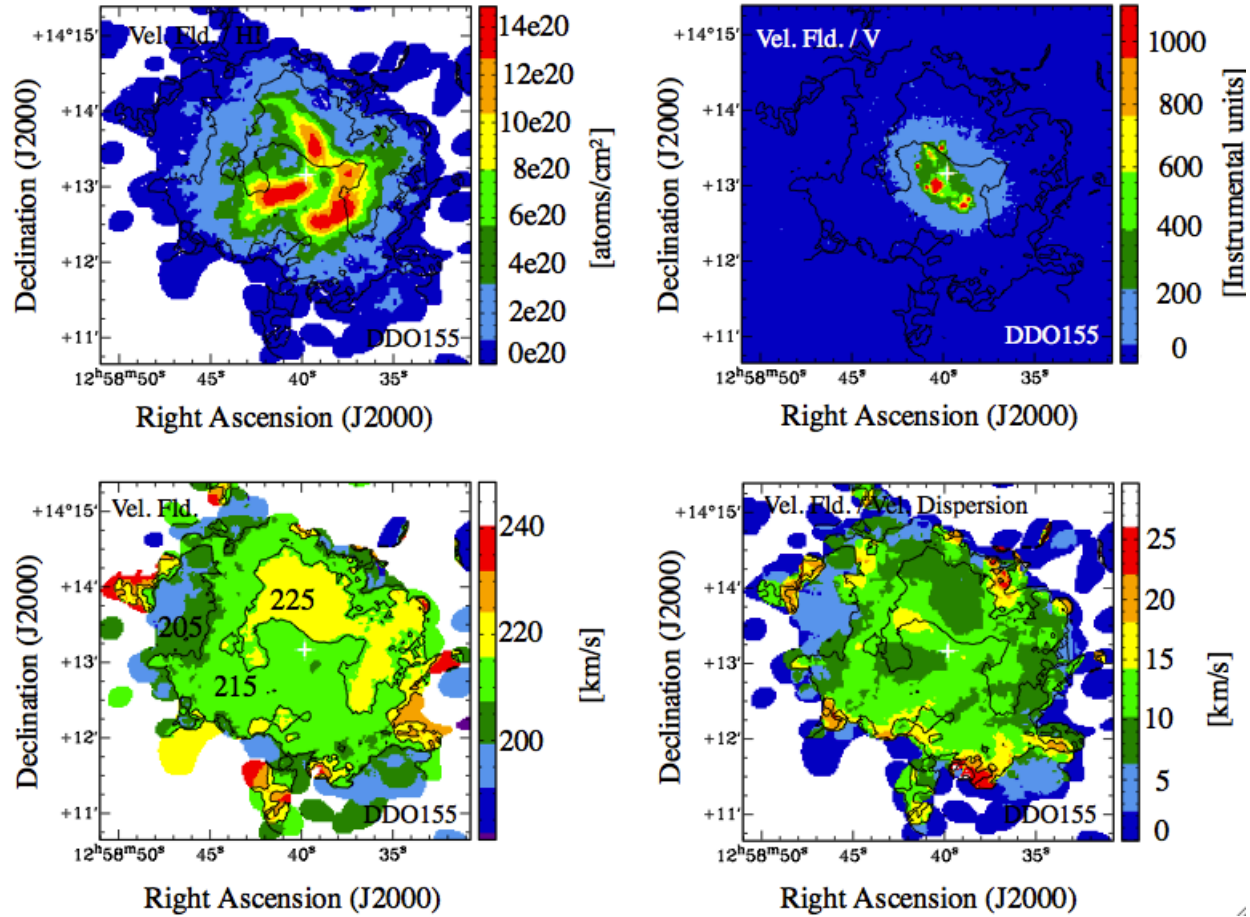 Vel. Fld. / HI
+14°15′
14′
13′
12′
11′
Declination (J2000)
DDO155
12ʰ58ᵐ50ˢ 45ˢ 40ˢ 35ˢ
Right Ascension (J2000)
14e20
12e20
10e20
8e20
6e20
4e20
2e20
0e20
[atoms/cm²]
Vel. Fld. / V
+14°15′
14′
13′
12′
11′
Declination (J2000)
DDO155
12ʰ58ᵐ50ˢ 45ˢ 40ˢ 35ˢ
Right Ascension (J2000)
1000
800
600
400
200
0
[Instrumental units]
Vel. Fld.
+14°15′
14′
13′
12′
11′
Declination (J2000)
225
205
215
DDO155
12ʰ58ᵐ50ˢ 45ˢ 40ˢ 35ˢ
Right Ascension (J2000)
240
220
200
[km/s]
Vel. Fld. / Vel. Dispersion
+14°15′
14′
13′
12′
11′
Declination (J2000)
DDO155
12ʰ58ᵐ50ˢ 45ˢ 40ˢ 35ˢ
Right Ascension (J2000)
25
20
15
10
5
0
[km/s]